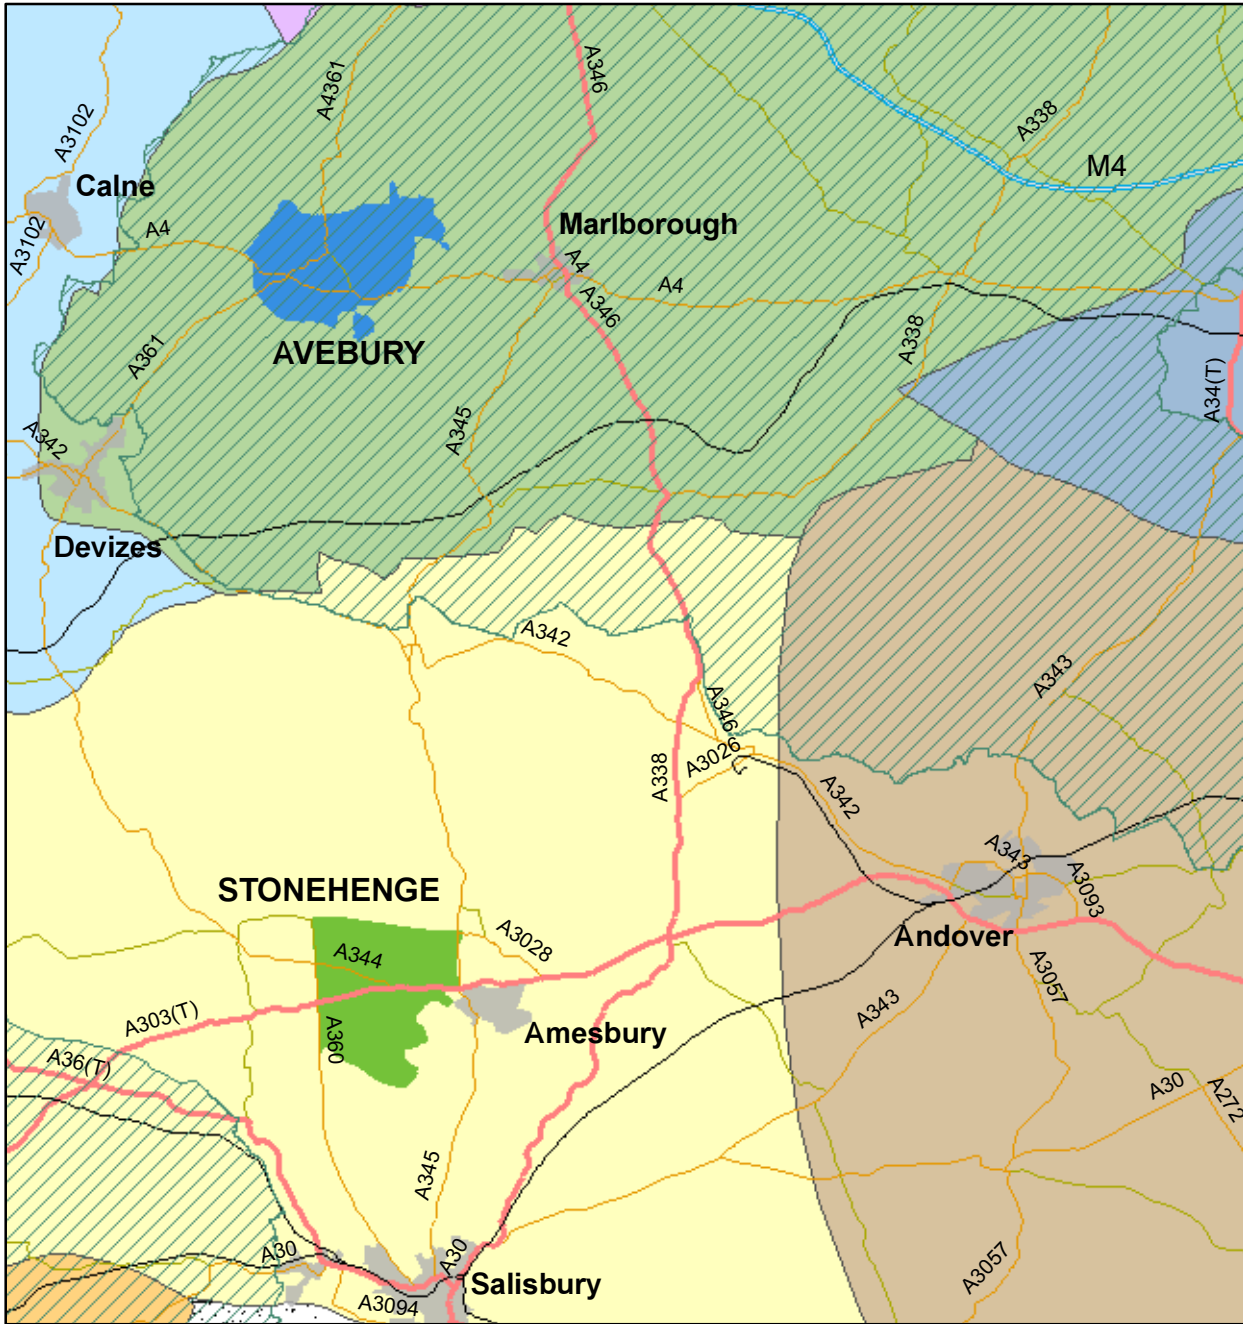 A346
A4361
A3102
A338
M4
Calne
Marlborough
A3102
A4
A4
A4
A346
A338
AVEBURY
A361
A34(T)
A345
A342
Devizes
A342
A343
A346
A338
A3026
A342
A343
STONEHENGE
A3093
A344
A3028
Andover
A3057
A303(T)
A343
Amesbury
A360
A36(T)
A30
A272
A345
A30
A30
Salisbury
A3057
A3094